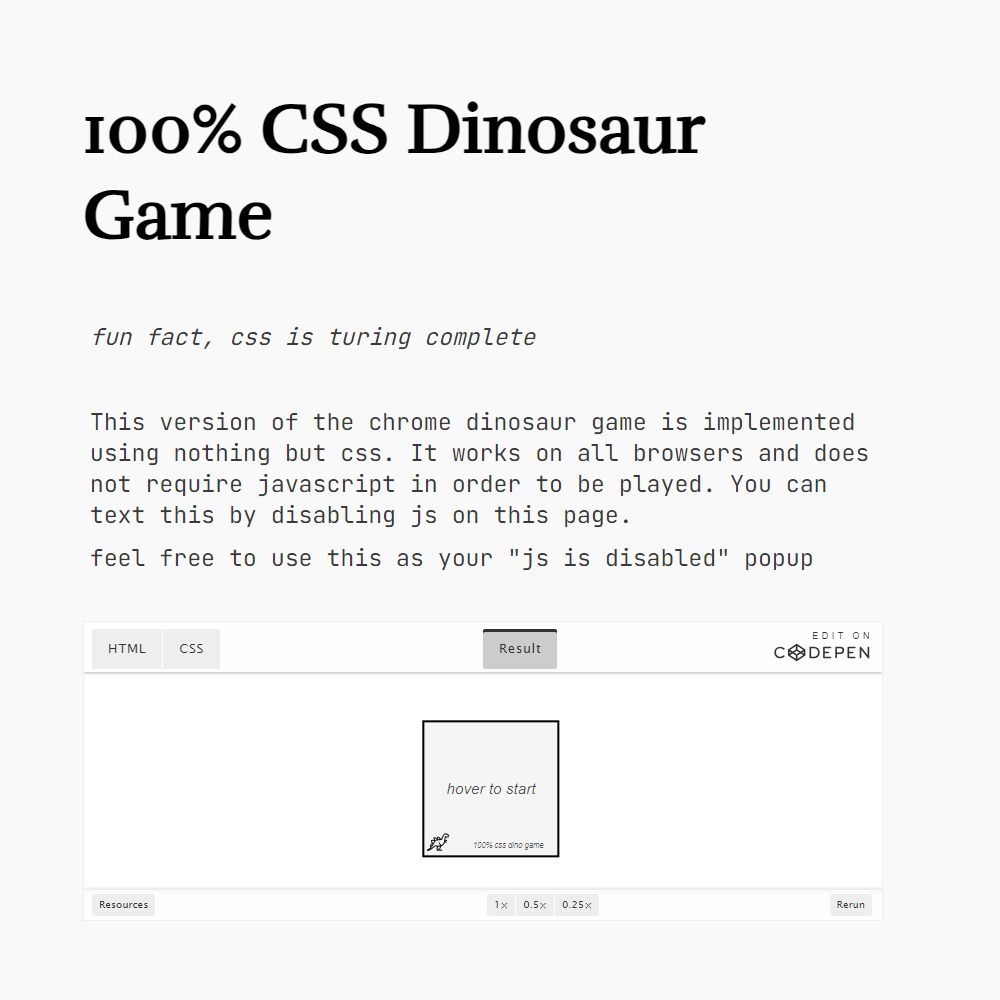 100% CSS Dinosaur
Game
fun fact, css is turing complete
This version of the chrome dinosaur game is implemented
using nothing but css. It works on all browsers and does
not require javascript in order to be played. You can
text this by disabling js on this page.
feel free to use this as your "js is disabled" popup
HTML CSS Result EDIT ON
CODEPEN
hover to start
100% css dino game
Resources 1x 0.5x 0.25x Rerun